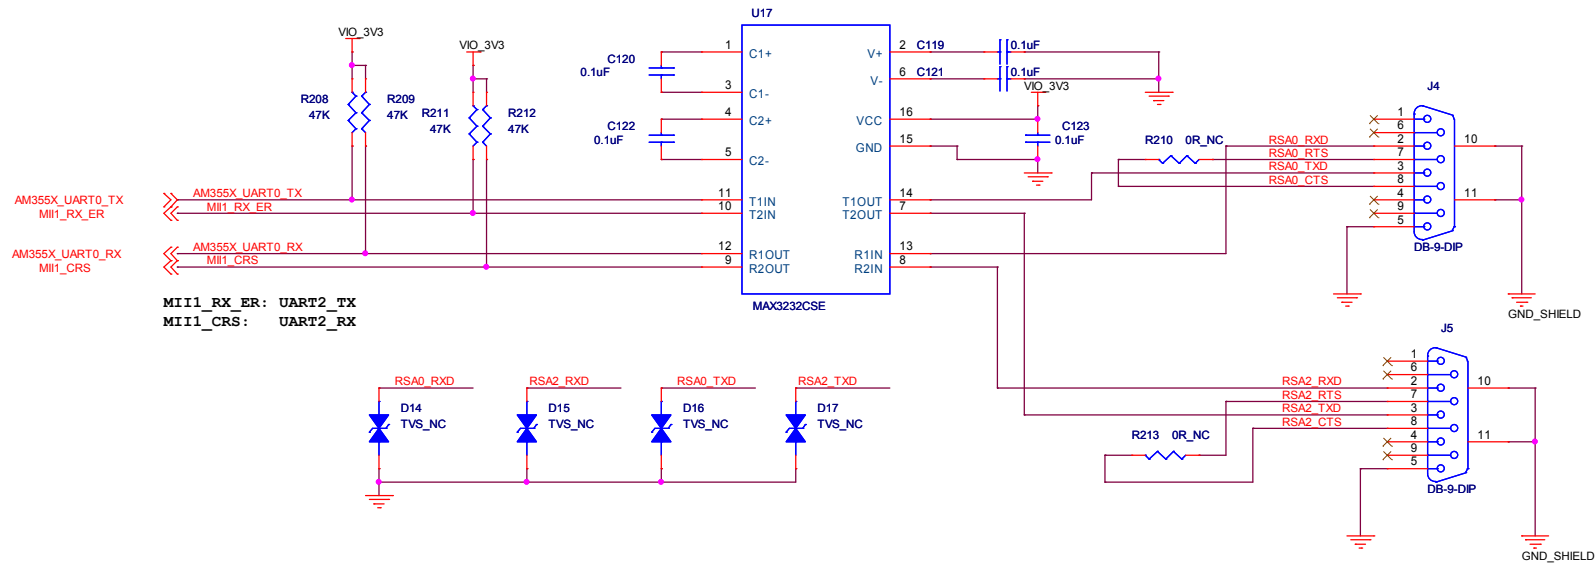 U17
VIO_3V3
VIO_3V3
R208
47K
R209
47K
R211
47K
R212
47K
C120
0.1uF
C122
0.1uF
1
3
4
5
11
10
12
9
C1+
C1-
C2+
C2-
T1IN
T2IN
R1OUT
R2OUT
V+
V-
VCC
GND
T1OUT
T2OUT
R1IN
R2IN
2
6
16
15
14
7
13
8
MAX3232CSE
C119
0.1uF
C121
0.1uF
VIO_3V3
C123
0.1uF
AM355X_UART0_TX
MII1_RX_ER
AM355X_UART0_RX
MII1_CRS
AM355X_UART0_TX
MII1_RX_ER
AM355X_UART0_RX
MII1_CRS
MII1_RX_ER: UART2_TX
MII1_CRS: UART2_RX
R210 0R_NC
RSA0_RXD
RSA0_RTS
RSA0_TXD
RSA0_CTS
J4
1
6
2
7
3
8
4
9
5
10
11
DB-9-DIP
GND_SHIELD
RSA0_RXD
D14
TVS_NC
RSA2_RXD
D15
TVS_NC
RSA0_TXD
D16
TVS_NC
RSA2_TXD
D17
TVS_NC
R213 0R_NC
RSA2_RXD
RSA2_RTS
RSA2_TXD
RSA2_CTS
J5
1
6
2
7
3
8
4
9
5
10
11
DB-9-DIP
GND_SHIELD